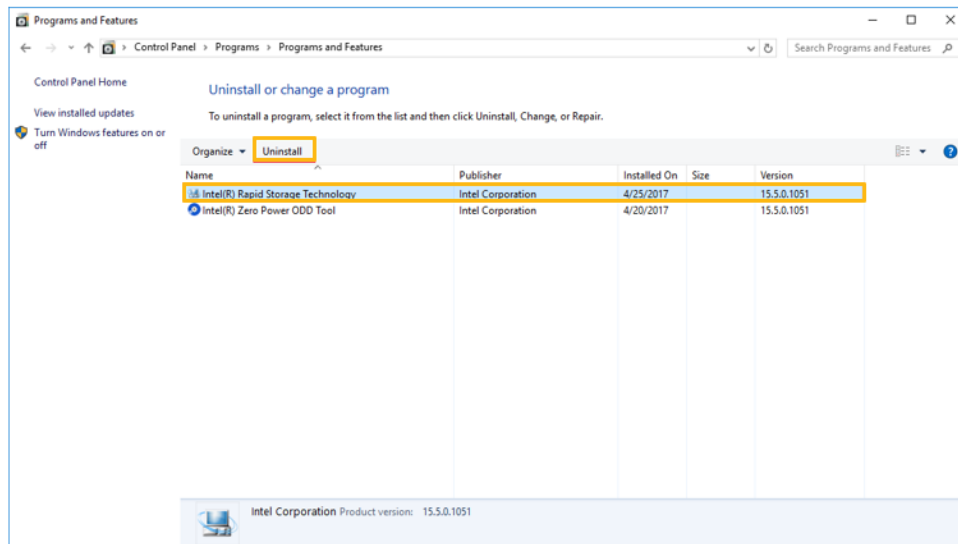 Programs and Features
Control Panel > Programs > Programs and Features
Search Programs and Features
Control Panel Home
View installed updates
Turn Windows features on or
off
Uninstall or change a program
To uninstall a program, select it from the list and then click Uninstall, Change, or Repair.
Organize Uninstall
Name Publisher Installed On Size Version
Intel(R) Rapid Storage Technology Intel Corporation 4/25/2017 15.5.0.1051
Intel(R) Zero Power ODD Tool Intel Corporation 4/20/2017 15.5.0.1051
Intel Corporation Product version: 15.5.0.1051